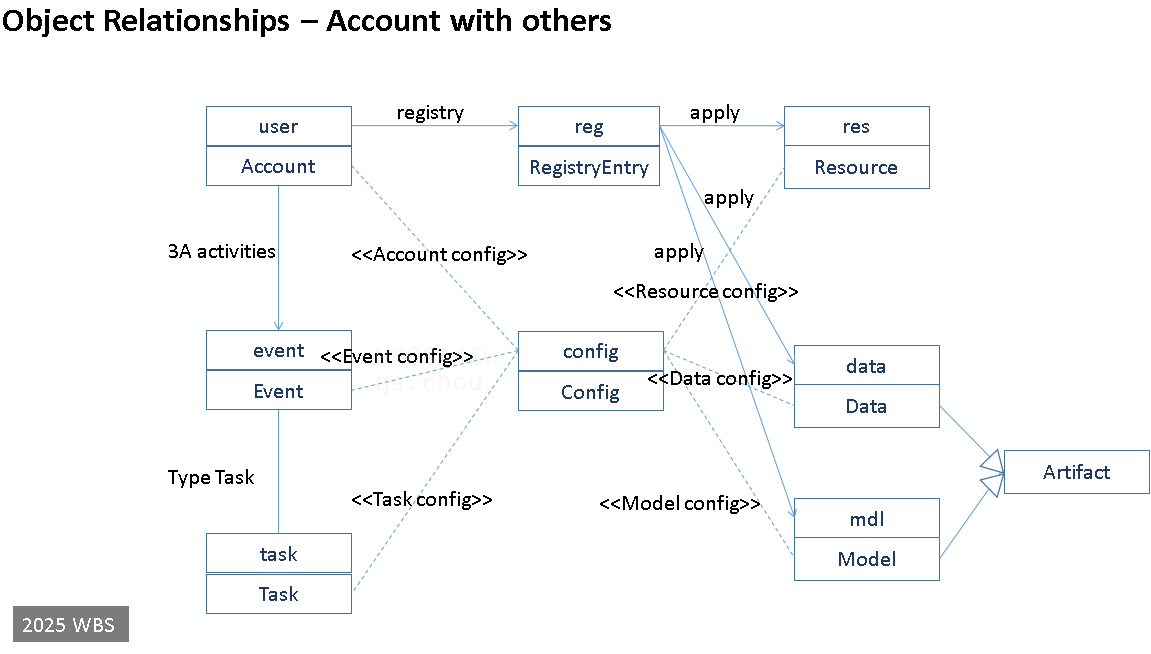 Object Relationships – Account with others
registry
apply
user
reg
res
Account
RegistryEntry
Resource
apply
3A activities
<<Account config>>
apply
<<Resource config>>
event
<<Event config>>
config
data
<<Data config>>
Event
qs.chou
Config
Data
Type Task
Artifact
<<Task config>>
<<Model config>>
mdl
task
Model
Task
2025 WBS